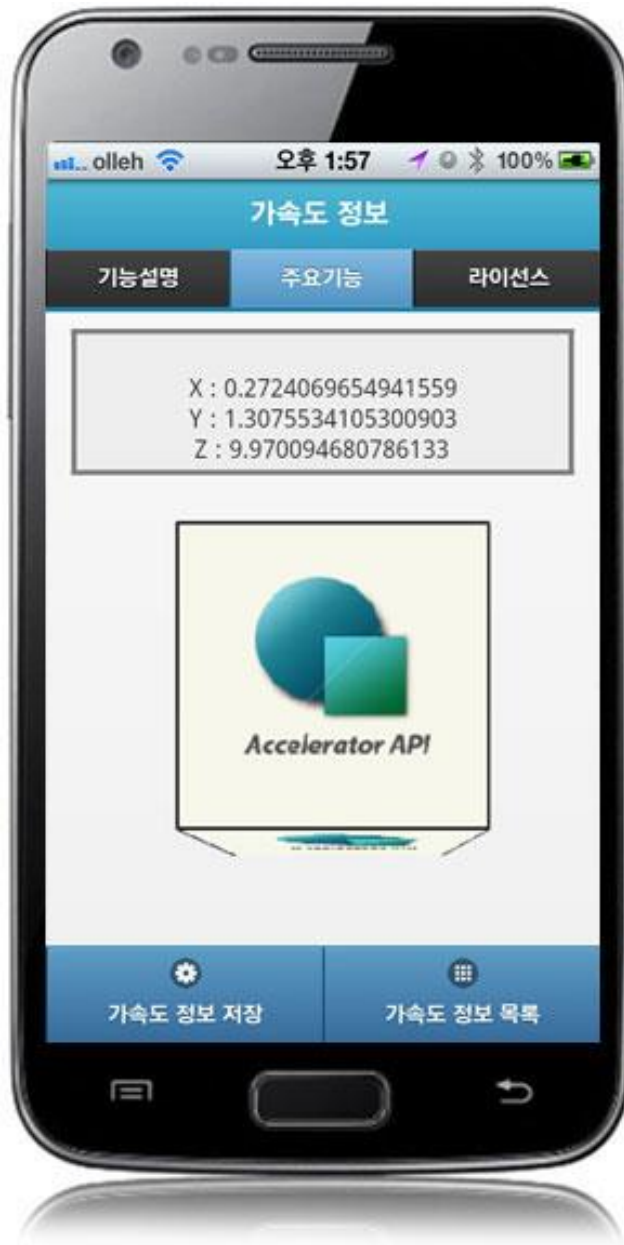 olleh 오후 1:57 100%
가속도 정보
기능설명 주요기능 라이선스
X : 0.2724069654941559
Y : 1.3075534105300903
Z : 9.970094680786133
Accelerator API
가속도 정보 저장 가속도 정보 목록